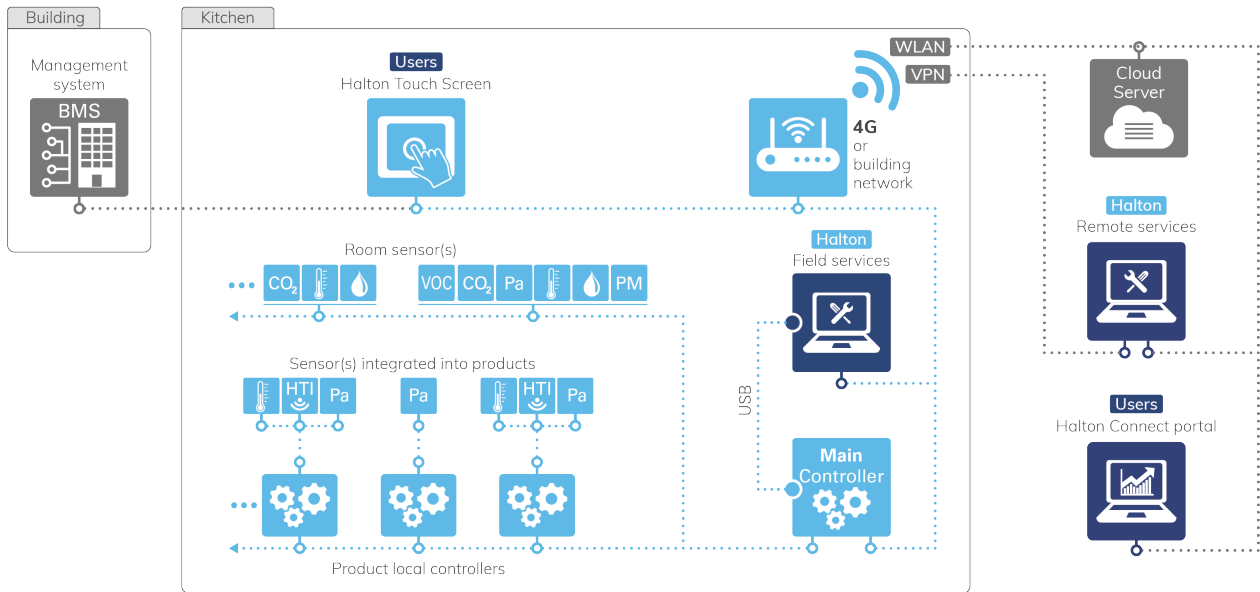 Building
Kitchen
Management
system
BMS
Users
Halton Touch Screen
WLAN
VPN
4G
or
building
network
Cloud
Server
Halton
Remote services
Room sensor(s)
CO₂
VOC
CO₂
Pa
PM
Halton
Field services
Sensor(s) integrated into products
HTI
Pa
Pa
HTI
Pa
USB
Main
Controller
Users
Halton Connect portal
Product local controllers